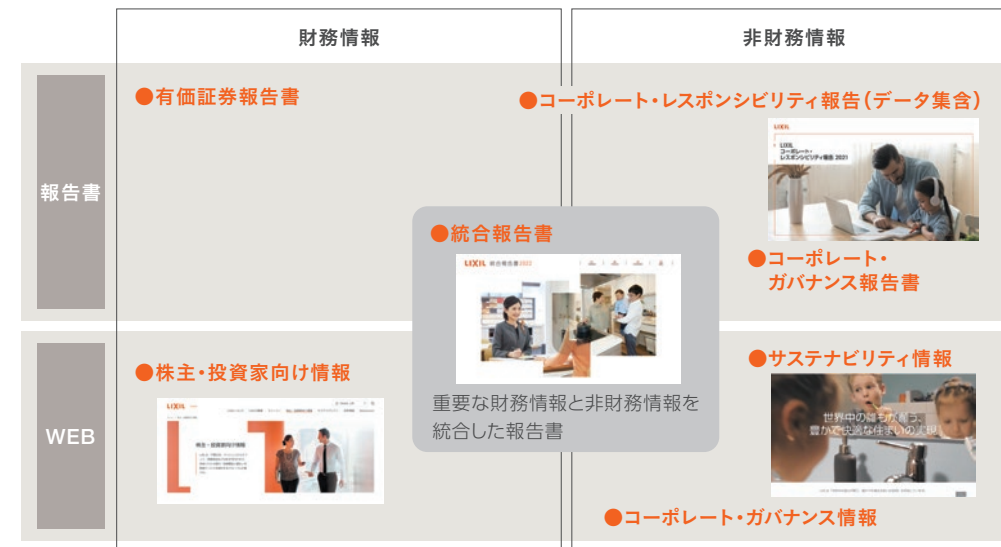 財務情報
非財務情報
報告書
●有価証券報告書
●コーポレート・レスポンシビリティ報告（データ集含）
LIXIL
LIXIL
コーポレート・
レスポンシビリティ報告 2021
●コーポレート・
ガバナンス報告書
●統合報告書
LIXIL 統合報告書2022
重要な財務情報と非財務情報を
統合した報告書
WEB
●株主・投資家向け情報
LIXIL
株主・投資家向け情報
●サステナビリティ情報
世界中の誰もが願う、
豊かで快適な住まいの実現
●コーポレート・ガバナンス情報